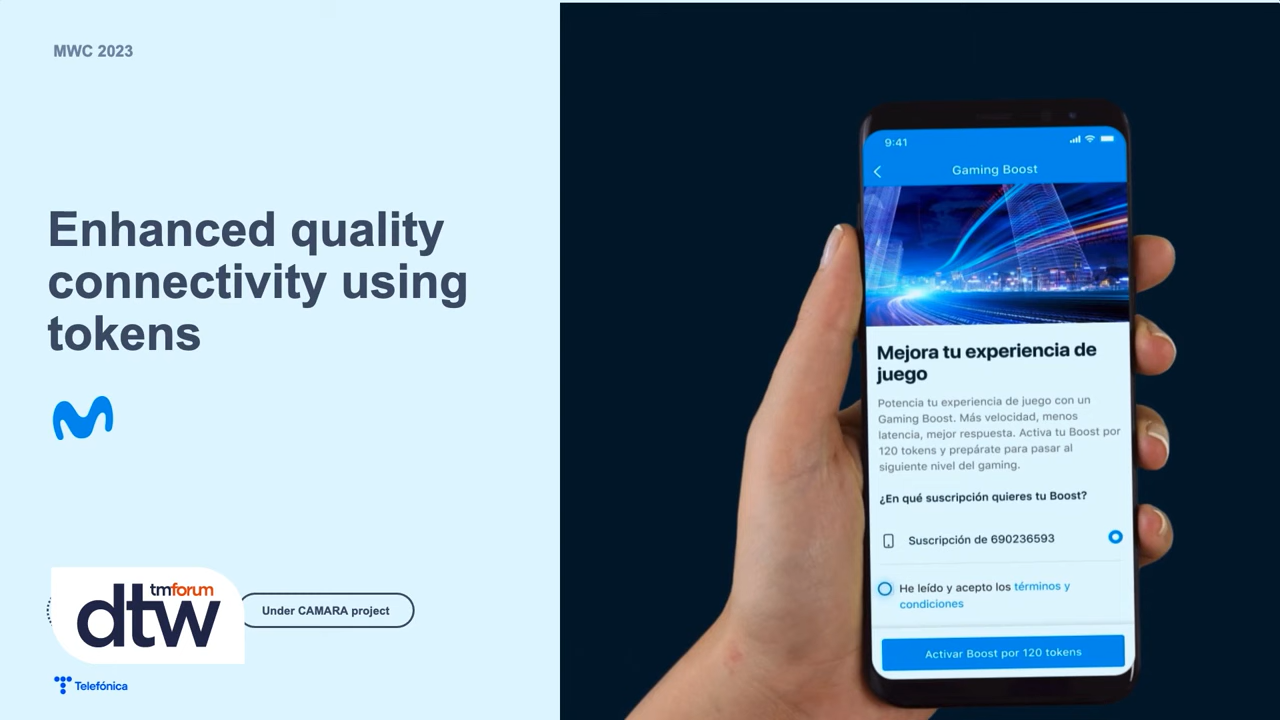 MWC 2023
Enhanced quality
connectivity using
tokens
tmforum
dtw
Under CAMARA project
Telefónica
9:41
Gaming Boost
Mejora tu experiencia de
juego
Potencia tu experiencia de juego con un
Gaming Boost. Más velocidad, menos
latencia, mejor respuesta. Activa tu Boost por
120 tokens y prepárate para pasar al
siguiente nivel del gaming.
¿En qué suscripción quieres tu Boost?
Suscripción de 690236593
He leído y acepto los términos y
condiciones
Activar Boost por 120 tokens